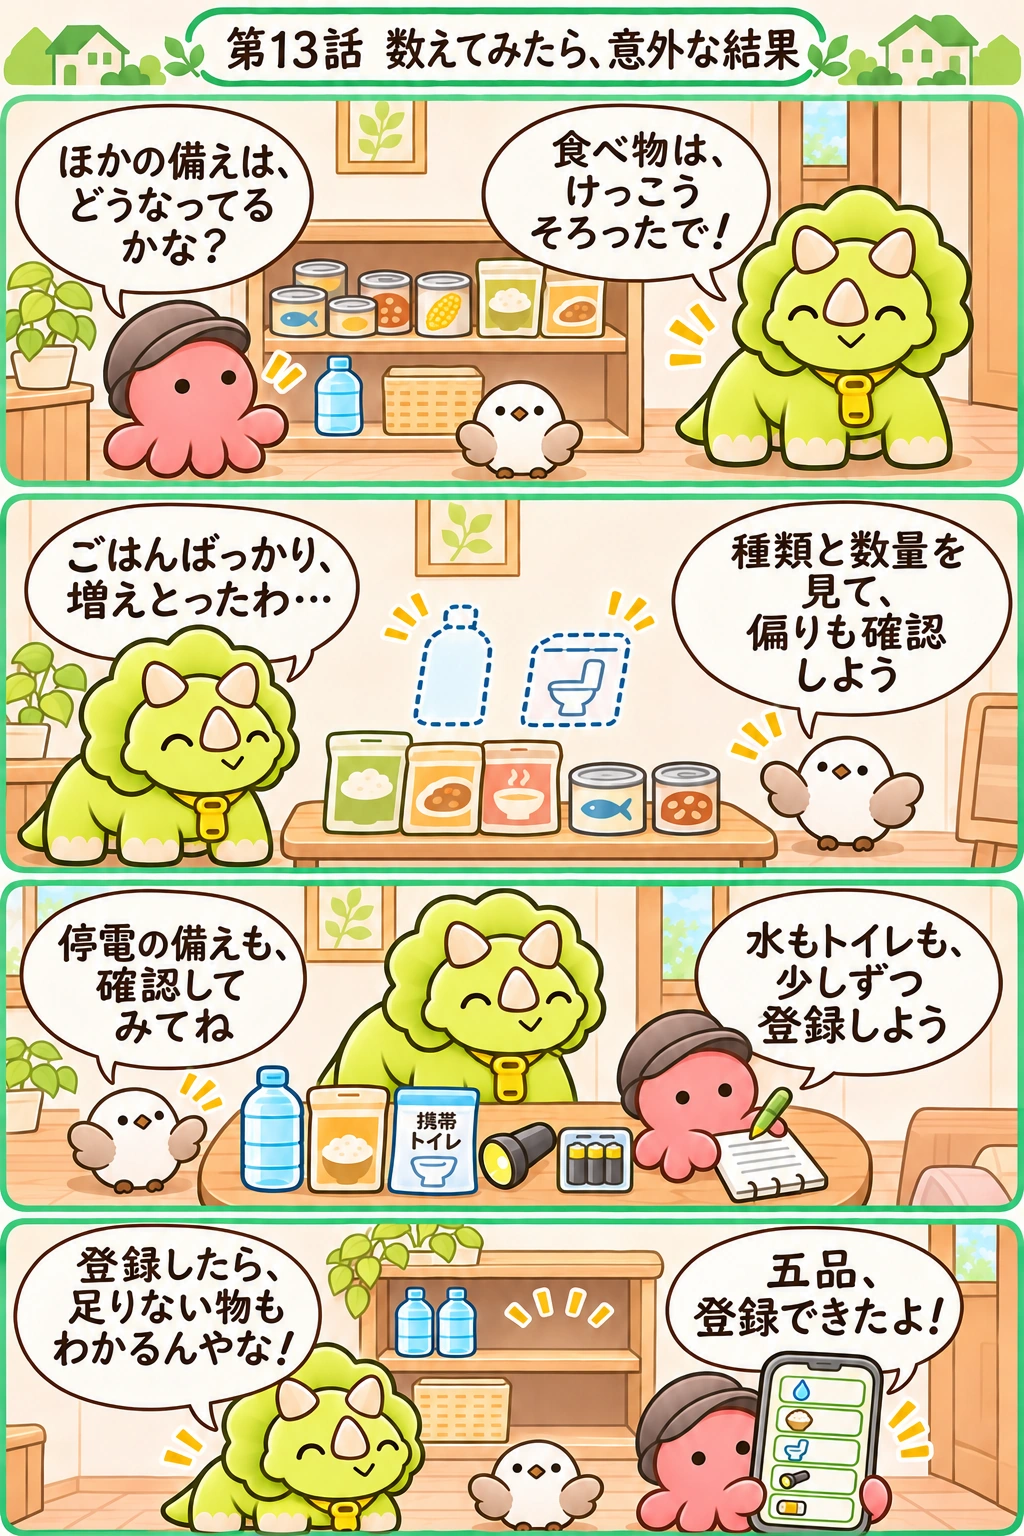 第13話 数えてみたら、意外な結果
ほかの備えは、
どうなってる
かな？
食べ物は、
けっこう
そろったで！
ごはんばっかり、
増えとったわ…
種類と数量を
見て、
偏りも確認
しよう
停電の備えも、
確認して
みてね
水もトイレも、
少しずつ
登録しよう
携帯
トイレ
登録したら、
足りない物も
わかるんやな！
五品、
登録できたよ！